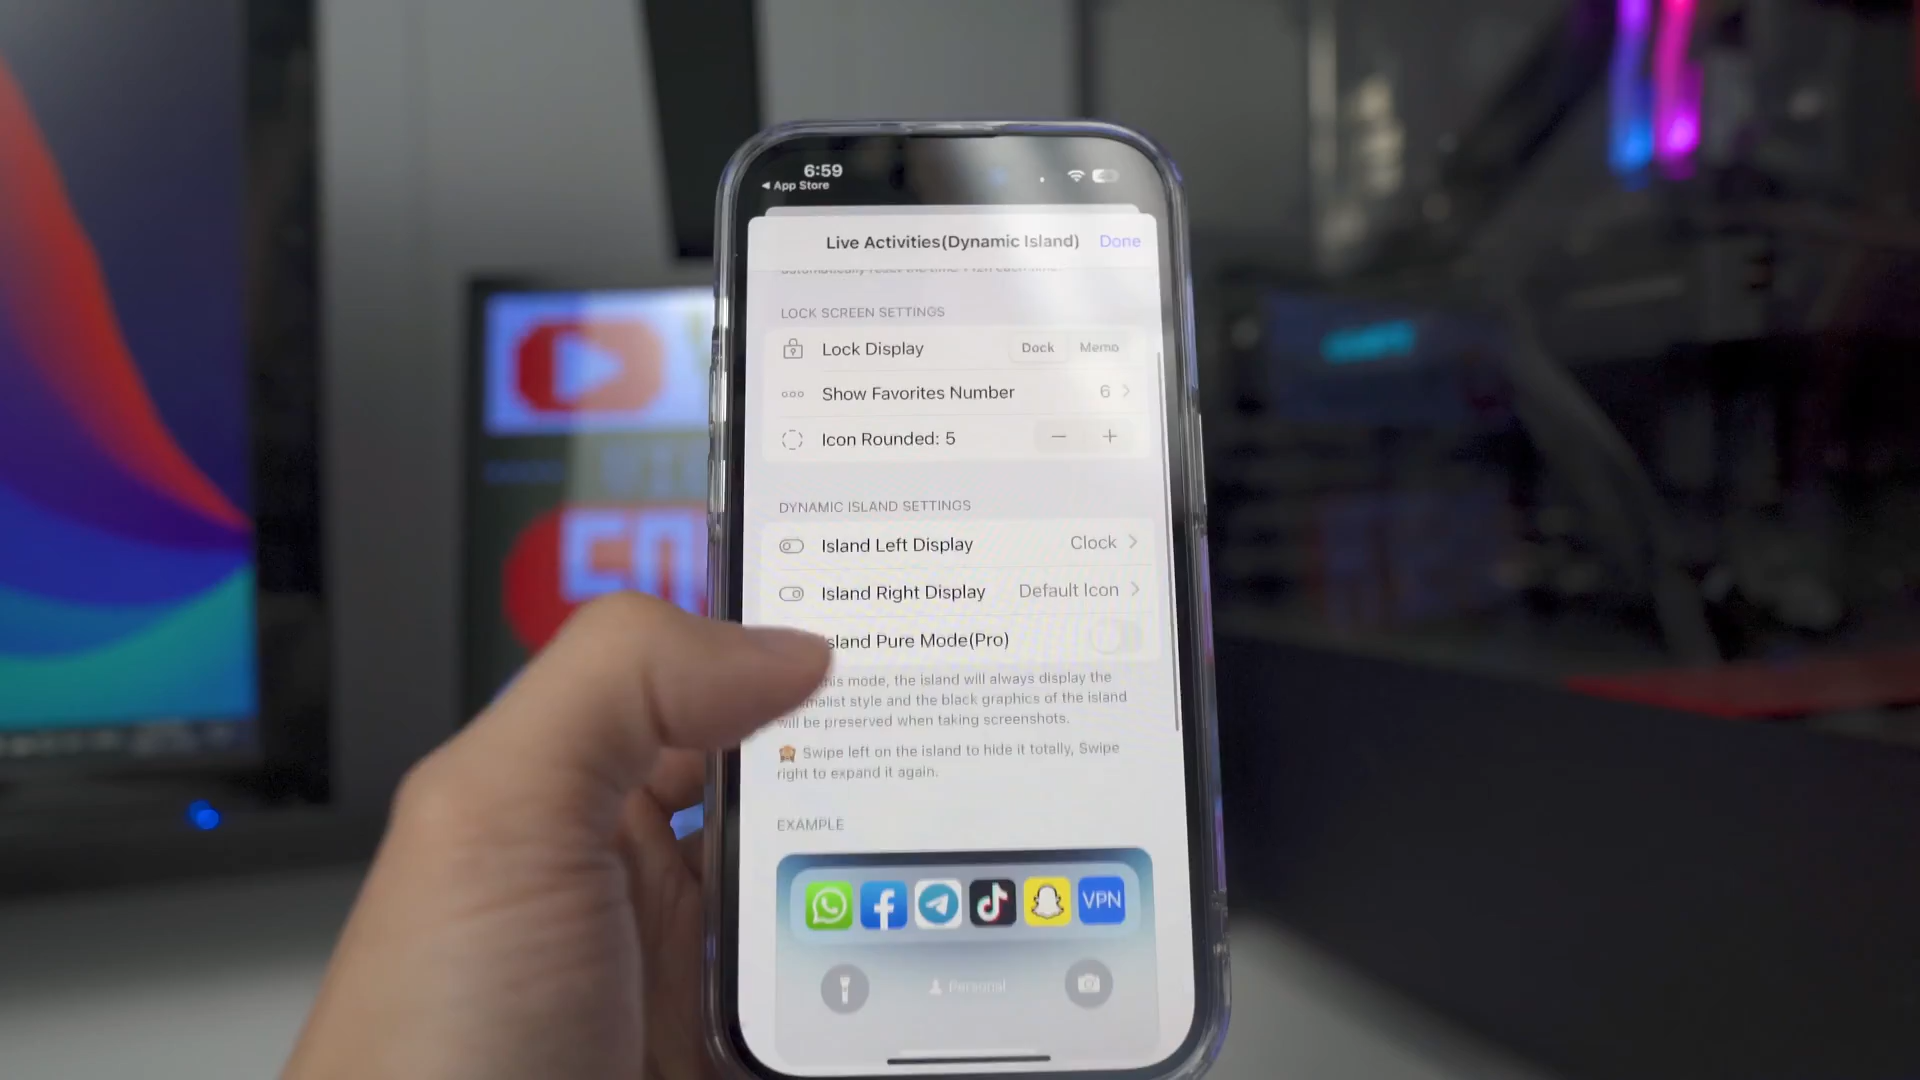 6:59
◀ App Store
Live Activities(Dynamic Island)
Done
LOCK SCREEN SETTINGS
Lock Display
Dock
Memo
Show Favorites Number
6
Icon Rounded: 5
− +
DYNAMIC ISLAND SETTINGS
Island Left Display
Clock
Island Right Display
Default Icon
sland Pure Mode(Pro)
his mode, the island will always display the
malist style and the black graphics of the island
will be preserved when taking screenshots.
🙈 Swipe left on the island to hide it totally, Swipe
right to expand it again.
EXAMPLE
VPN
Personal